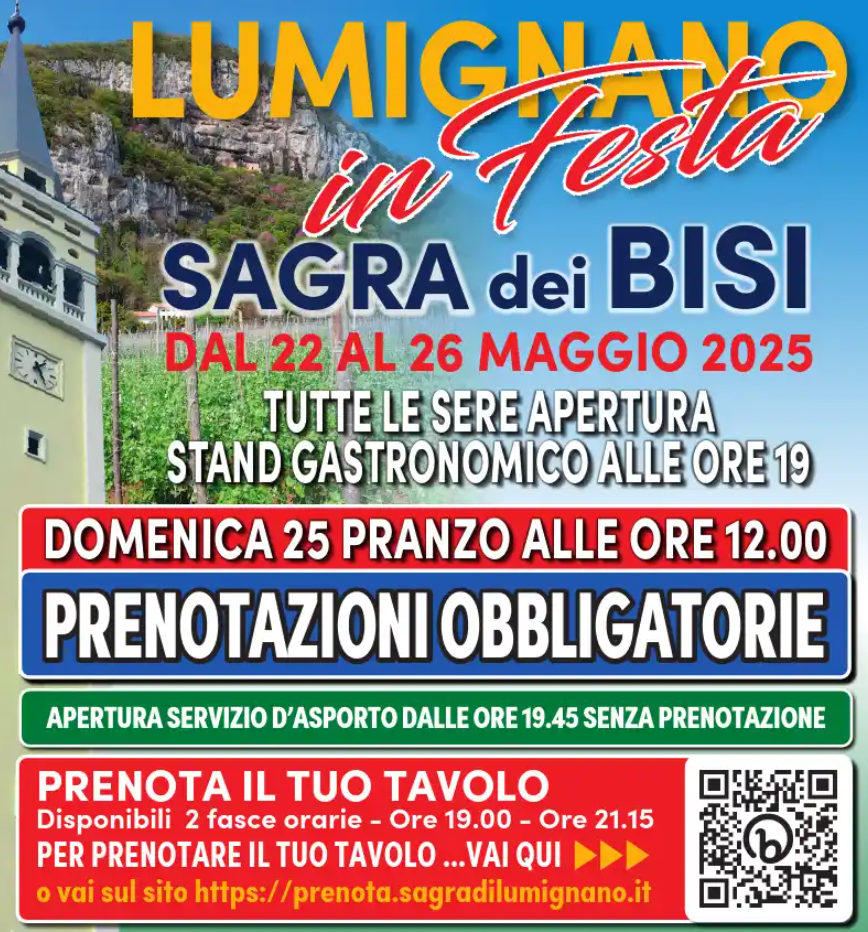 LUMIGNANO
in Festa
SAGRA dei BISI
DAL 22 AL 26 MAGGIO 2025
TUTTE LE SERE APERTURA
STAND GASTRONOMICO ALLE ORE 19
DOMENICA 25 PRANZO ALLE ORE 12.00
PRENOTAZIONI OBBLIGATORIE
APERTURA SERVIZIO D'ASPORTO DALLE ORE 19.45 SENZA PRENOTAZIONE
PRENOTA IL TUO TAVOLO
Disponibili 2 fasce orarie - Ore 19.00 - Ore 21.15
PER PRENOTARE IL TUO TAVOLO ...VAI QUI
o vai sul sito https://prenota.sagradilumignano.it
b